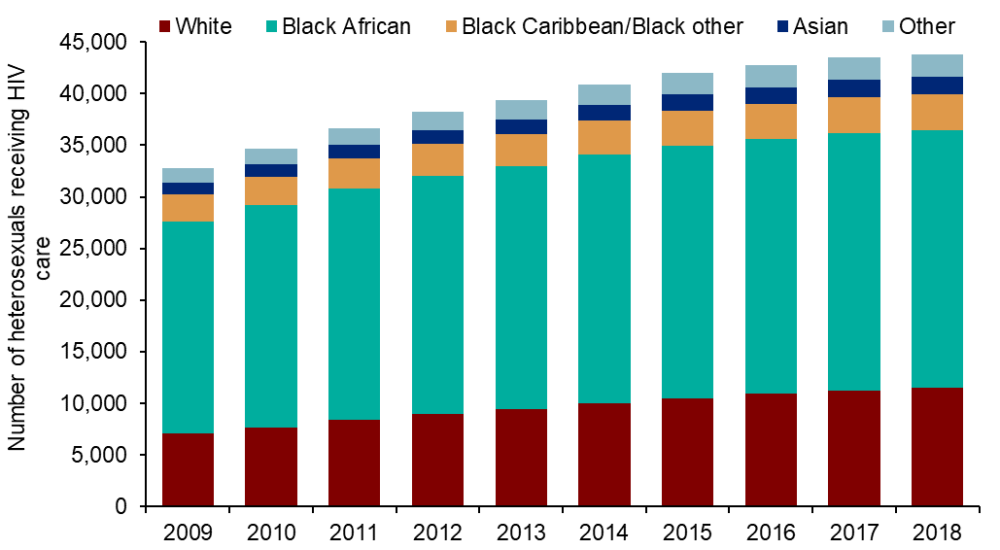 White Black African Black Caribbean/Black other Asian Other
Number of heterosexuals receiving HIV
care
45,000
40,000
35,000
30,000
25,000
20,000
15,000
10,000
5,000
0
2009 2010 2011 2012 2013 2014 2015 2016 2017 2018